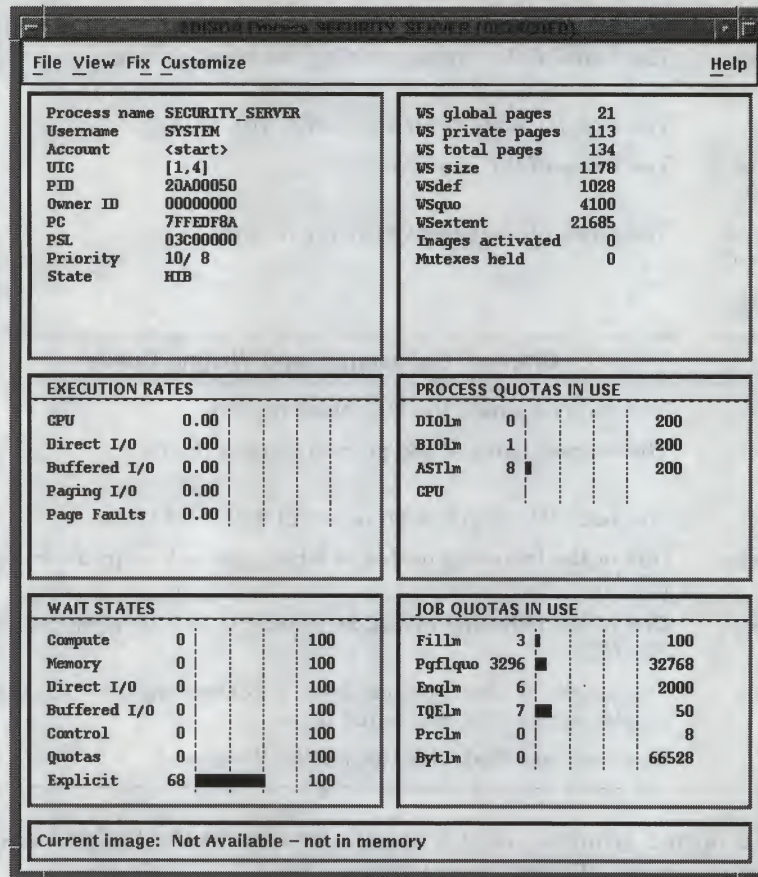 EDISON Process SECURITY_SERVER
File View Fix Customize Help
Process name SECURITY_SERVER
Username SYSTEM
Account <start>
UIC [1,4]
PID 20A00050
Owner ID 00000000
PC 7FFEDF8A
PSL 03C00000
Priority 10/ 8
State HIB
WS global pages 21
WS private pages 113
WS total pages 134
WS size 1178
WSdef 1028
WSquo 4100
WSextent 21685
Images activated 0
Mutexes held 0
EXECUTION RATES
CPU 0.00
Direct I/O 0.00
Buffered I/O 0.00
Paging I/O 0.00
Page Faults 0.00
PROCESS QUOTAS IN USE
DIOlm 0 200
BIOlm 1 200
ASTlm 8 200
CPU
WAIT STATES
Compute 0 100
Memory 0 100
Direct I/O 0 100
Buffered I/O 0 100
Control 0 100
Quotas 0 100
Explicit 68 100
JOB QUOTAS IN USE
Fillm 3 100
Pgflquo 3296 32768
Enqlm 6 2000
TQElm 7 50
Prclm 0 8
Bytlm 0 66528
Current image: Not Available – not in memory